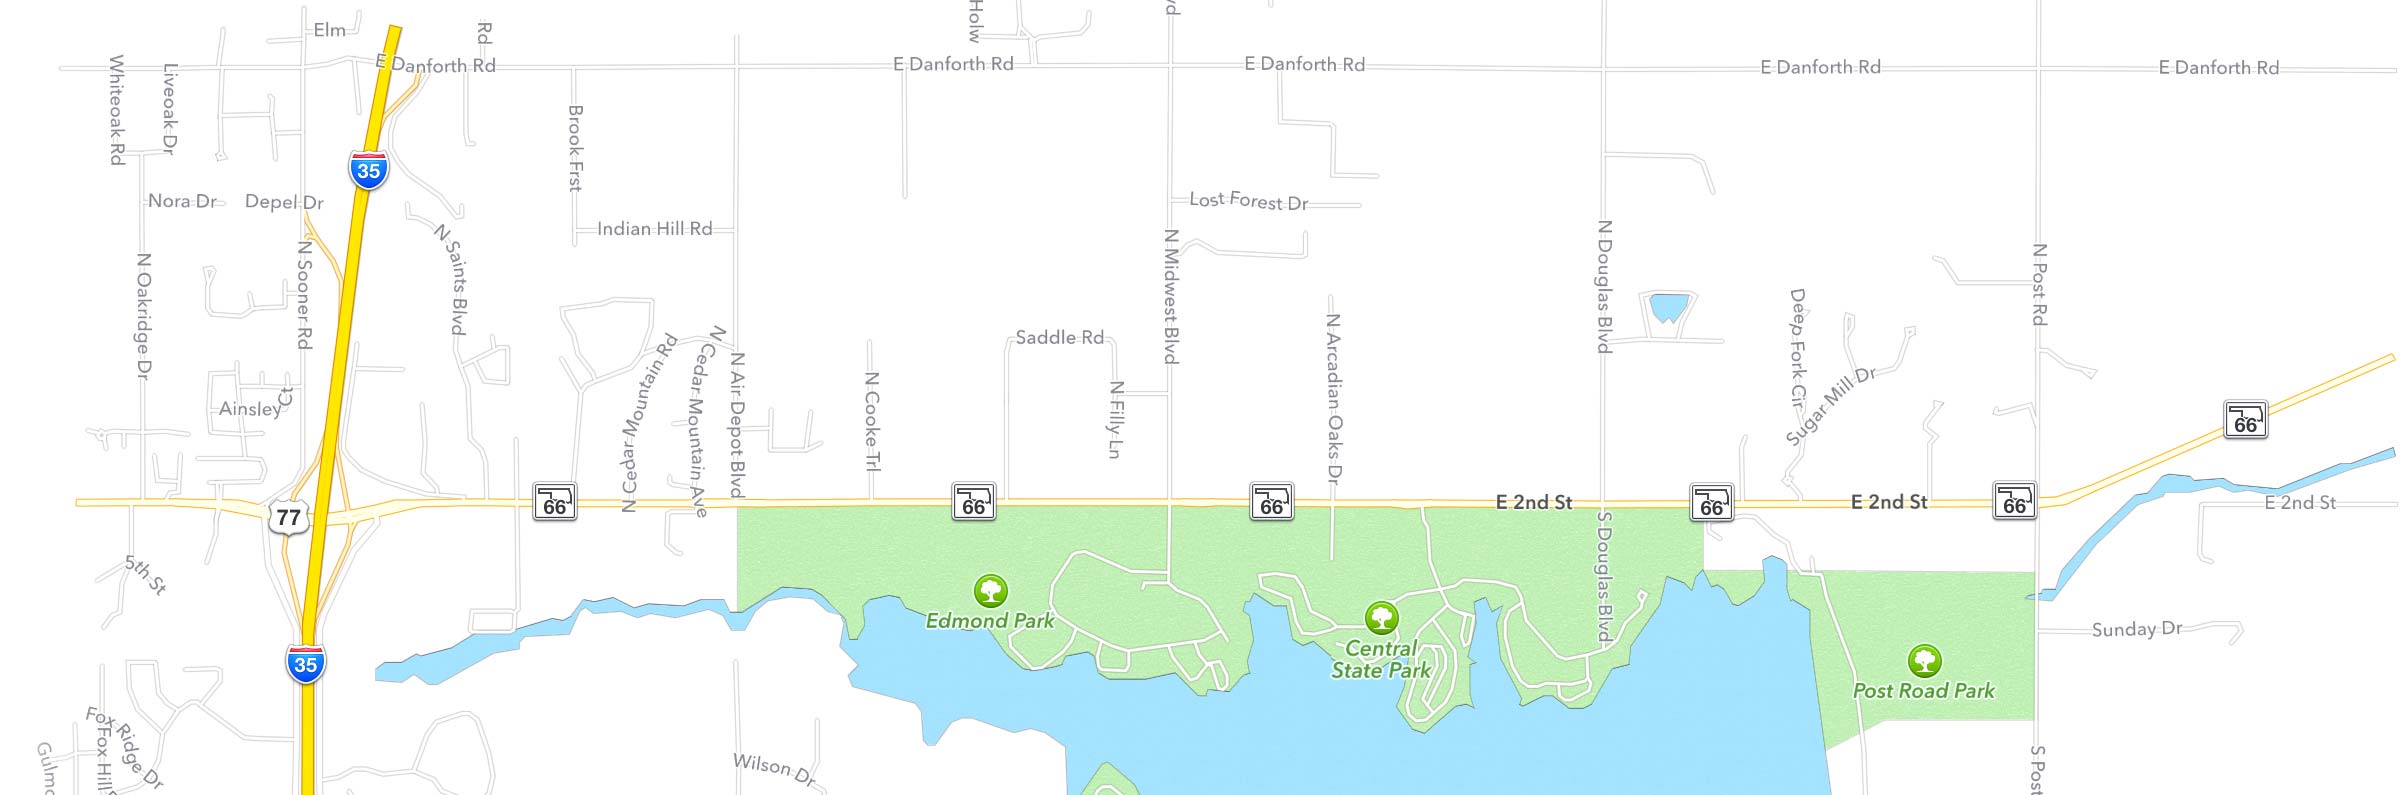 Elm
Rd
Holw
E Danforth Rd
E Danforth Rd
E Danforth Rd
E Danforth Rd
E Danforth Rd
Whiteoak Rd
Liveoak Dr
35
Brook Frst
Nora Dr
Depel Dr
Lost Forest Dr
Indian Hill Rd
N Saints Blvd
N Oakridge Dr
N Sooner Rd
N Midwest Blvd
N Douglas Blvd
N Post Rd
Deep Fork Cir
Saddle Rd
N Arcadian Oaks Dr
N Cedar Mountain Rd
N Cedar Mountain Ave
N Air Depot Blvd
N Cooke Trl
N Filly Ln
Sugar Mill Dr
Ainsley
Ct
66
77
66
66
66
E 2nd St
66
E 2nd St
66
E 2nd St
5th St
S Douglas Blvd
Edmond Park
Central
State Park
Sunday Dr
Post Road Park
35
Fox Ridge Dr
Fox Hill
Wilson Dr
S Post